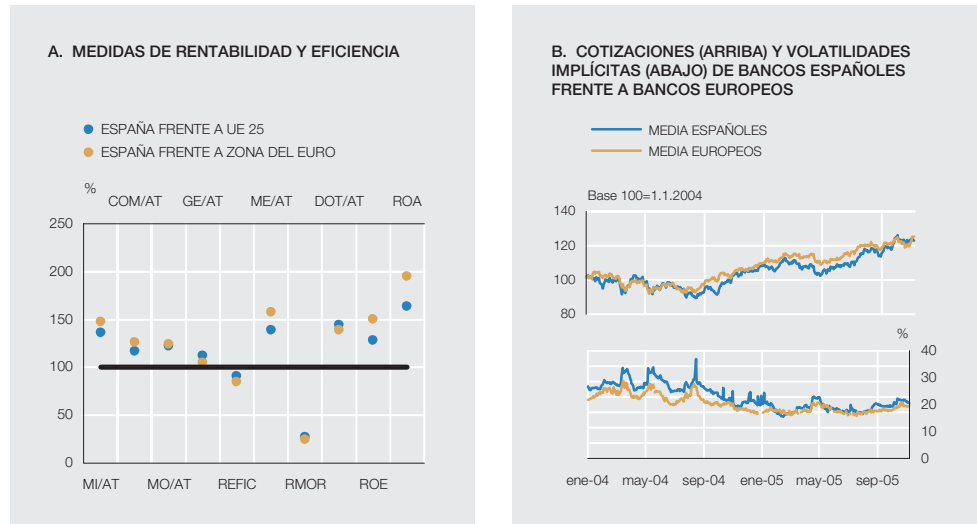 A. MEDIDAS DE RENTABILIDAD Y EFICIENCIA
ESPAÑA FRENTE A UE 25
ESPAÑA FRENTE A ZONA DEL EURO
%
COM/AT GE/AT ME/AT DOT/AT ROA
250
200
150
100
50
0
MI/AT MO/AT REFIC RMOR ROE
B. COTIZACIONES (ARRIBA) Y VOLATILIDADES
IMPLÍCITAS (ABAJO) DE BANCOS ESPAÑOLES
FRENTE A BANCOS EUROPEOS
MEDIA ESPAÑOLES
MEDIA EUROPEOS
Base 100=1.1.2004
140
120
100
80
%
40
30
20
10
0
ene-04 may-04 sep-04 ene-05 may-05 sep-05